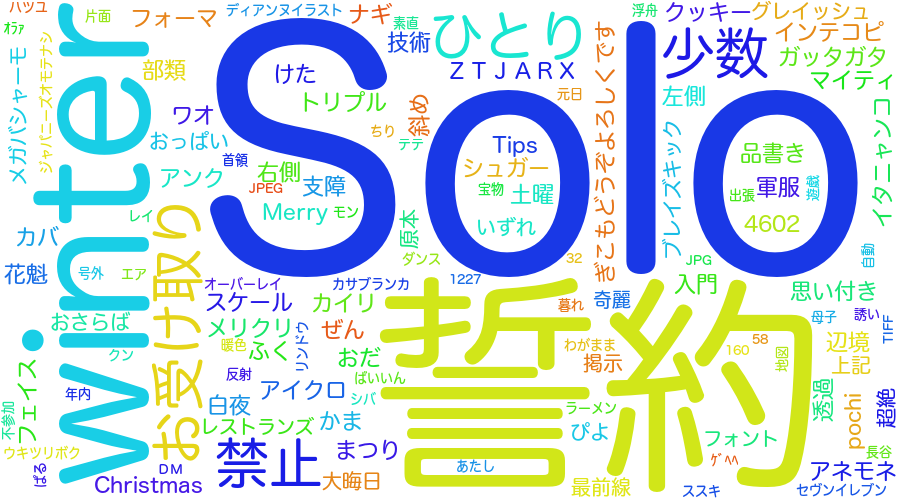 Solo
誓約
winter
お受け取り
禁止
少数
ひとり
ハツユ
ｵﾗｧ
片面
フォーマ
ディアンヌイラスト
ナギ
素直
技術
浮舟
クッキー
グレイッシュ
インテコピ
ガッタガタ
マイティ
メガバシャーモ
ジャパニーズオモテナシ
部類
けた
ＺＴＪＡＲＸ
トリプル
元日
左側
ワオ
おっぱい
ちり
斜め
テテ
Tips
シュガー
宝物
土曜
いずれ
ぎこもどうぞよろしくです
ブレイズキック
品書き
軍服
出張
遊戯
4602
イタニャンコ
首領
右側
JPEG
支障
アンク
Merry
モン
原本
レイ
カバ
花魁
号外
エア
ダンス
32
JPG
自動
オーバーレイ
カサブランカ
1227
入門
思い付き
スケール
カイリ
暮れ
奇麗
おさらば
メリクリ
ぜん
リンドウ
母子
誘い
TIFF
クン
暖色
ふく
おだ
わがまま
掲示
58
160
地図
辺境
上記
フェイス
不参加
年内
反射
アイクロ
ばいいん
シバ
白夜
かま
ラーメン
透過
pochi
超絶
レストランズ
ぴよ
フォント
ウキツリボク
まつり
ｹﾞﾍﾍ
長谷
ぱる
DM
Christmas
大晦日
あたし
最前線
ススキ
アネモネ
セヴンイレブン